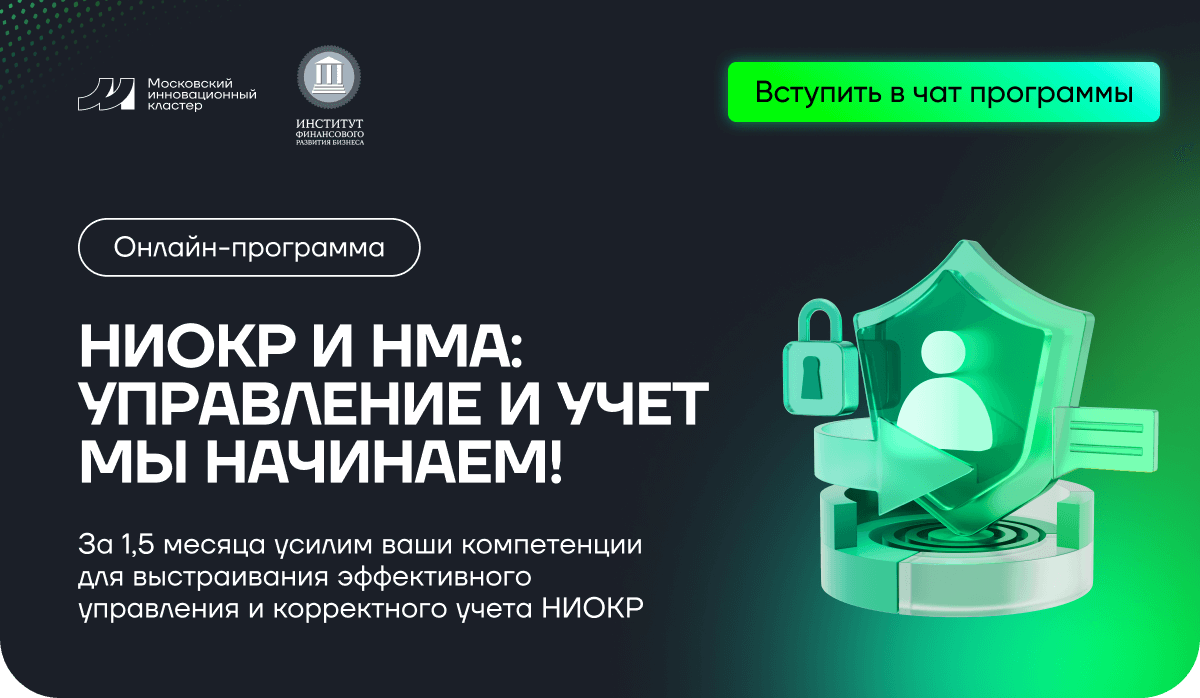 Московский
инновационный
кластер
ИНСТИТУТ
ФИНАНСОВОГО
РАЗВИТИЯ БИЗНЕСА
Вступить в чат программы
Онлайн-программа
НИОКР И НМА:
УПРАВЛЕНИЕ И УЧЕТ
МЫ НАЧИНАЕМ!
За 1,5 месяца усилим ваши компетенции
для выстраивания эффективного
управления и корректного учета НИОКР